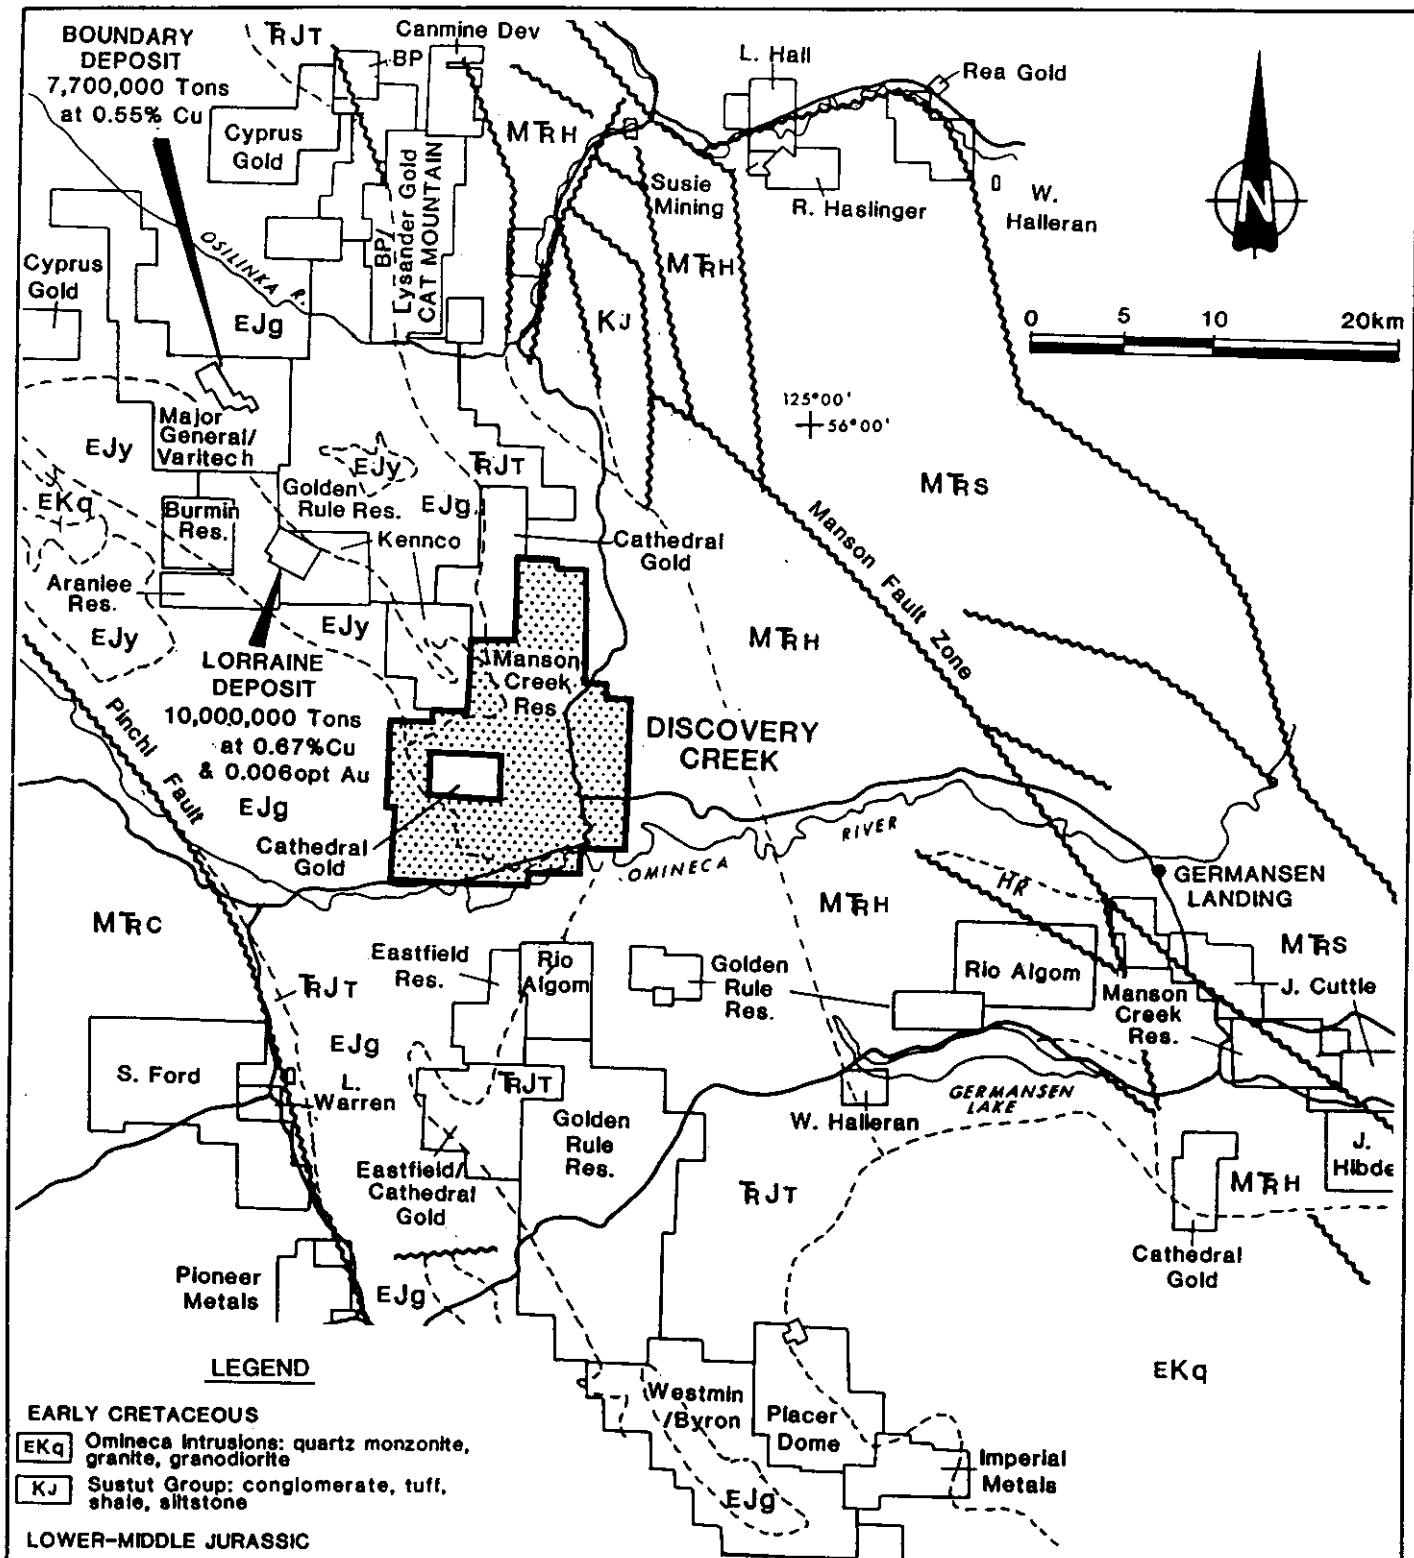 BOUNDARY
DEPOSIT
7,700,000 Tons
at 0.55% Cu
TRJT
BP
Canmine Dev
L. Hall
Rea Gold
Cyprus
Gold
MTRH
Susie
Mining
R. Haslinger
W.
Halleran
N
BP/
Lysander Gold
CAT MOUNTAIN
OSILINKA R.
MTRH
Cyprus
Gold
EJg
KJ
0 5 10 20km
125°00'
56°00'
Major
General/
Varitech
EJy
EJy
TRJT
Golden
Rule Res.
EJg
MTRS
EKq
Burmin
Res.
Kennco
Cathedral
Gold
Manson Fault Zone
Aranlee
Res.
EJy
EJy
MTRH
LORRAINE
DEPOSIT
10,000,000 Tons
at 0.67%Cu
& 0.006opt Au
Manson
Creek
Res
DISCOVERY
CREEK
Pinchi Fault
EJg
Cathedral
Gold
OMINECA
RIVER
GERMANSEN
LANDING
HR
MTRC
MTRH
MTRS
Eastfield
Res.
Rio
Algom
Golden
Rule
Res.
Rio Algom
Manson
Creek
Res.
J. Cuttle
TRJT
EJg
S. Ford
L.
Warren
TRJT
GERMANSEN
LAKE
W. Halleran
Golden
Rule
Res.
Eastfield/
Cathedral
Gold
J.
Hibde
TRJT
MTRH
Cathedral
Gold
Pioneer
Metals
EJg
EKq
Westmin
/Byron
Placer
Dome
Imperial
Metals
EJg
LEGEND
EARLY CRETACEOUS
EKq Omineca Intrusions: quartz monzonite,
granite, granodiorite
KJ Sustut Group: conglomerate, tuff,
shale, siltstone
LOWER-MIDDLE JURASSIC